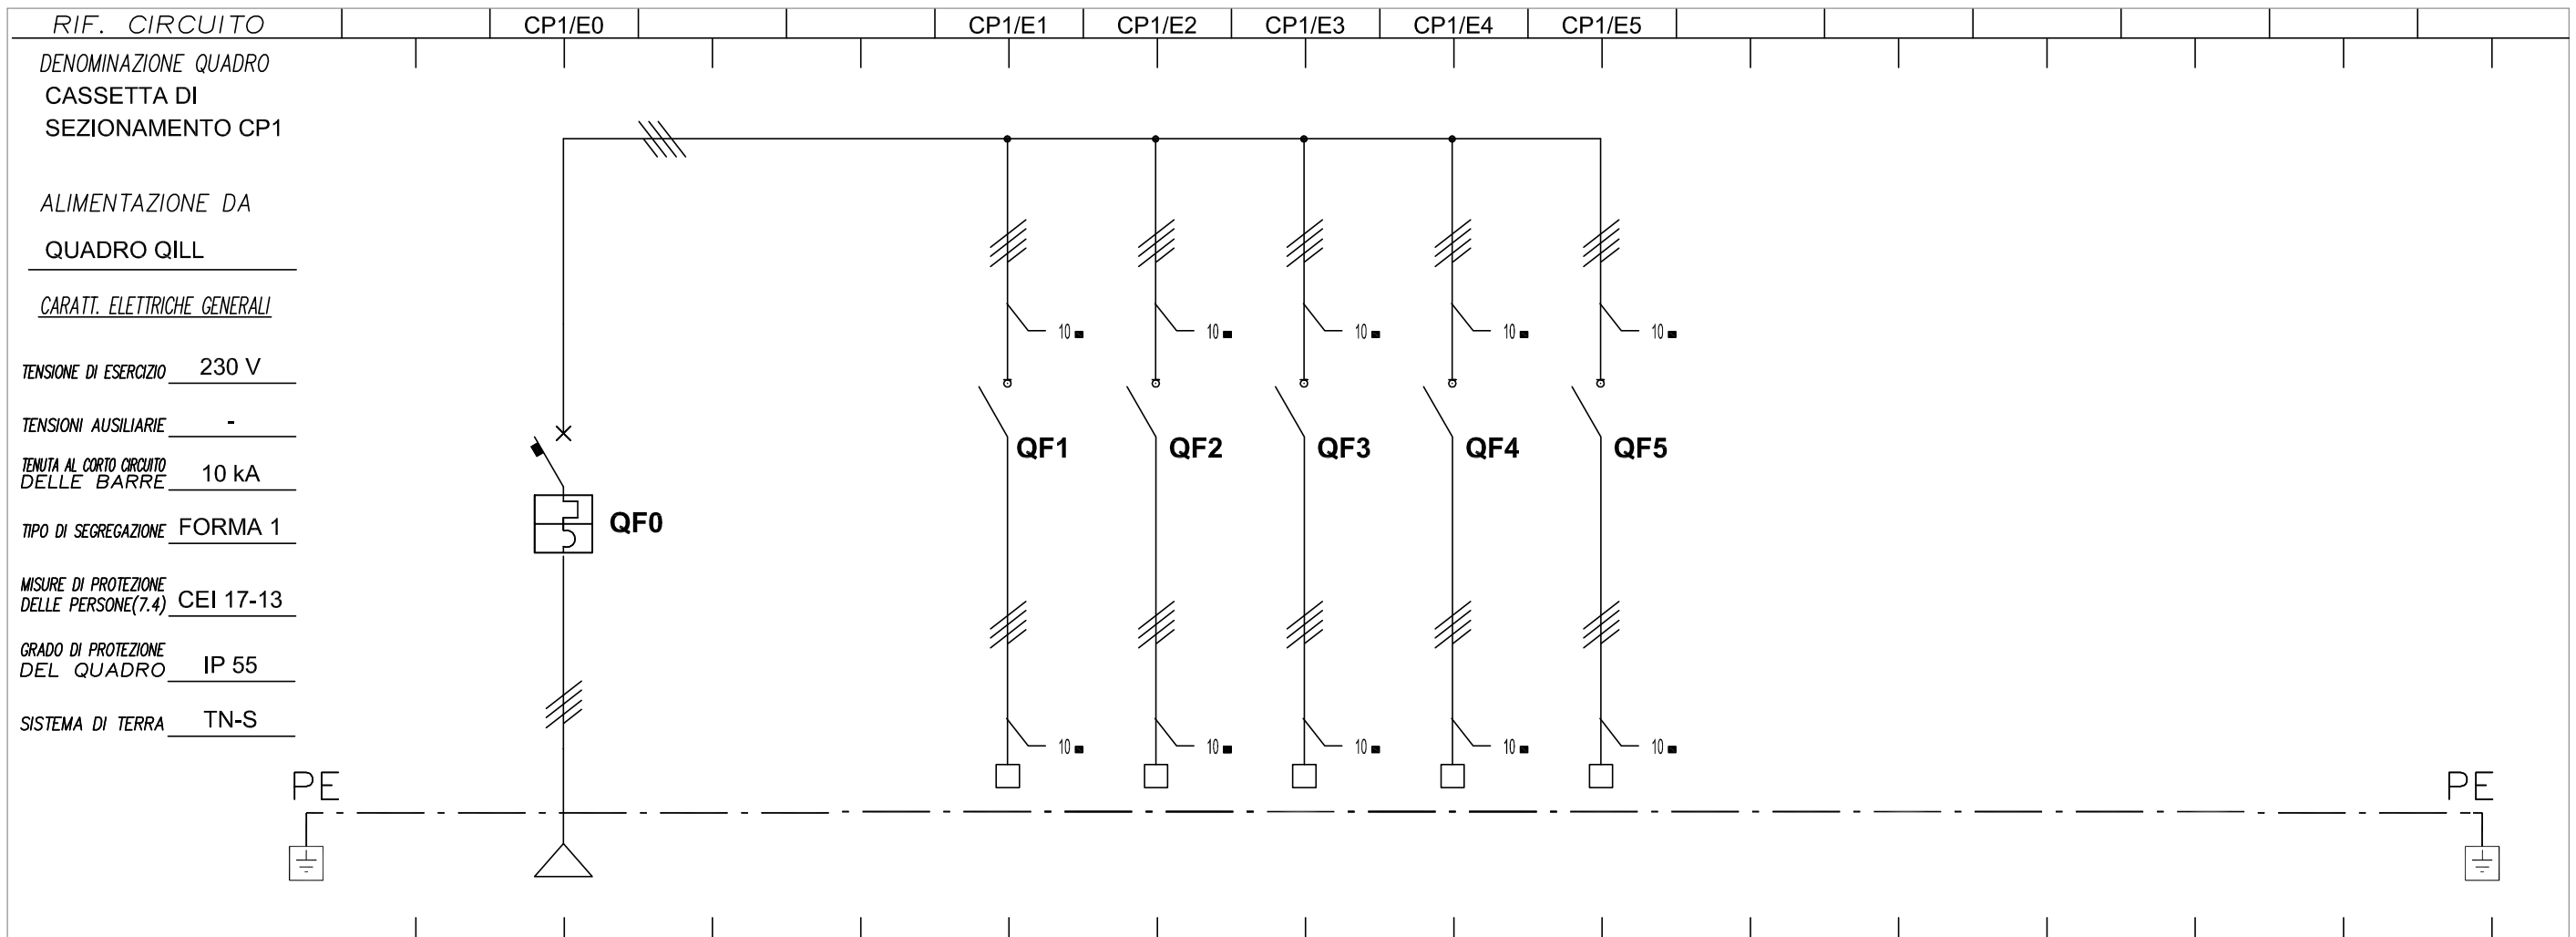 RIF. CIRCUITO CP1/E0 CP1/E1 CP1/E2 CP1/E3 CP1/E4 CP1/E5
DENOMINAZIONE QUADRO
CASSETTA DI
SEZIONAMENTO CP1
ALIMENTAZIONE DA
QUADRO QILL
CARATT. ELETTRICHE GENERALI
10 10 10 10 10
TENSIONE DI ESERCIZIO 230 V
TENSIONI AUSILIARIE -
QF1 QF2 QF3 QF4 QF5
TENUTA AL CORTO CIRCUITO
DELLE BARRE 10 kA
TIPO DI SEGREGAZIONE FORMA 1
QF0
MISURE DI PROTEZIONE
DELLE PERSONE(7.4) CEI 17-13
GRADO DI PROTEZIONE
DEL QUADRO IP 55
SISTEMA DI TERRA TN-S
10 10 10 10 10
PE PE